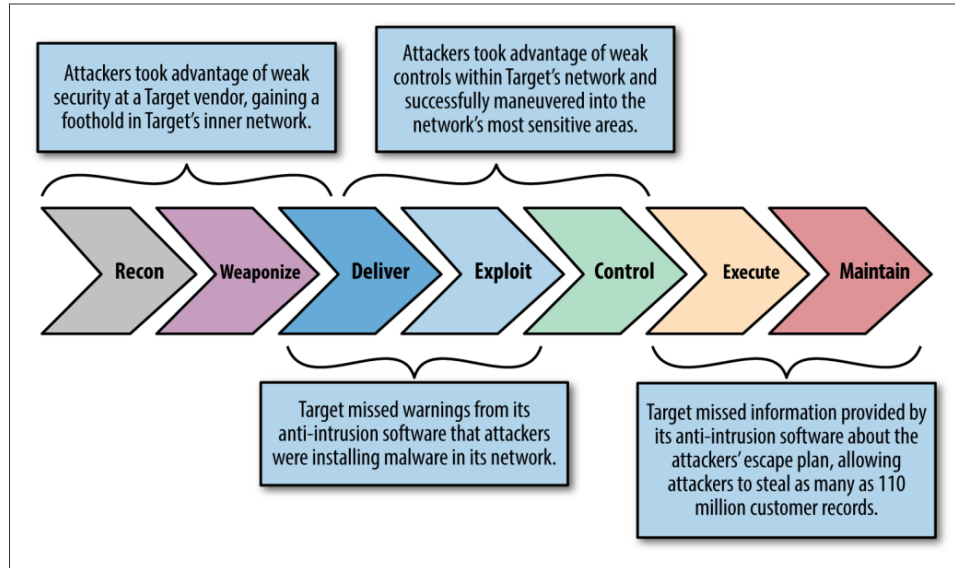 Attackers took advantage of weak
security at a Target vendor, gaining a
foothold in Target's inner network.
Attackers took advantage of weak
controls within Target's network and
successfully maneuvered into the
network's most sensitive areas.
Recon
Weaponize
Deliver
Exploit
Control
Execute
Maintain
Target missed warnings from its
anti-intrusion software that attackers
were installing malware in its network.
Target missed information provided by
its anti-intrusion software about the
attackers' escape plan, allowing
attackers to steal as many as 110
million customer records.